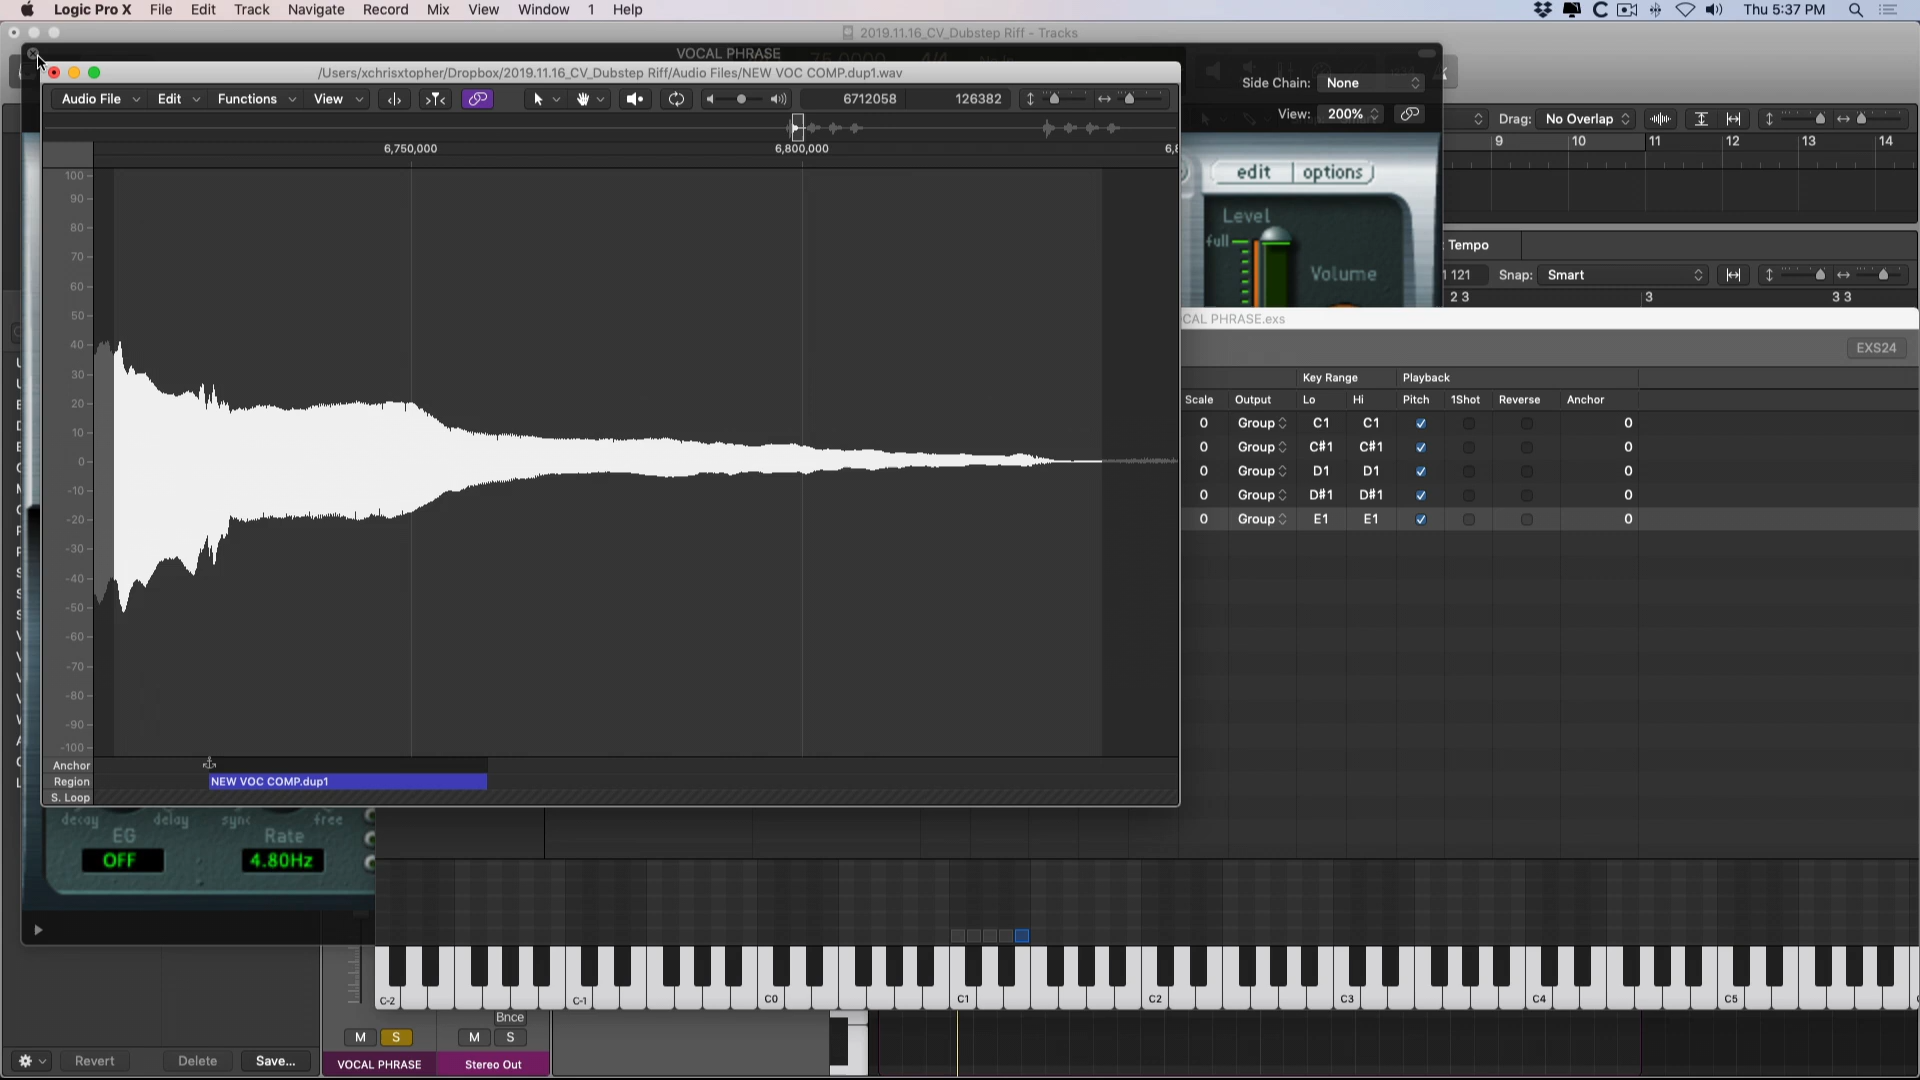 Logic Pro X File Edit Track Navigate Record Mix View Window 1 Help Thu 5:37 PM
2019.11.16_CV_Dubstep Riff - Tracks
VOCAL PHRASE
/Users/xchrisxtopher/Dropbox/2019.11.16_CV_Dubstep Riff/Audio Files/NEW VOC COMP.dup1.wav
Side Chain: None
Audio File Edit Functions View 6712058 126382
View: 200%
Drag: No Overlap
6,750,000 6,800,000
9 10 11 12 13 14
edit options
Level
full
Volume
Tempo
121 Snap: Smart
2 3 3 3 3
CAL PHRASE.exs
EXS24
Key Range Playback
Scale Output Lo Hi Pitch 1Shot Reverse Anchor
0 Group C1 C1 0
0 Group C#1 C#1 0
0 Group D1 D1 0
0 Group D#1 D#1 0
0 Group E1 E1 0
100
90
80
70
60
50
40
30
20
10
0
-10
-20
-30
-40
-50
-60
-70
-80
-90
-100
Anchor
Region NEW VOC COMP.dup1
S. Loop
decay delay sync free
EG Rate
OFF 4.80Hz
C-2 C-1 C0 C1 C2 C3 C4 C5
Bnce
M S M S
Revert Delete Save...
VOCAL PHRASE Stereo Out